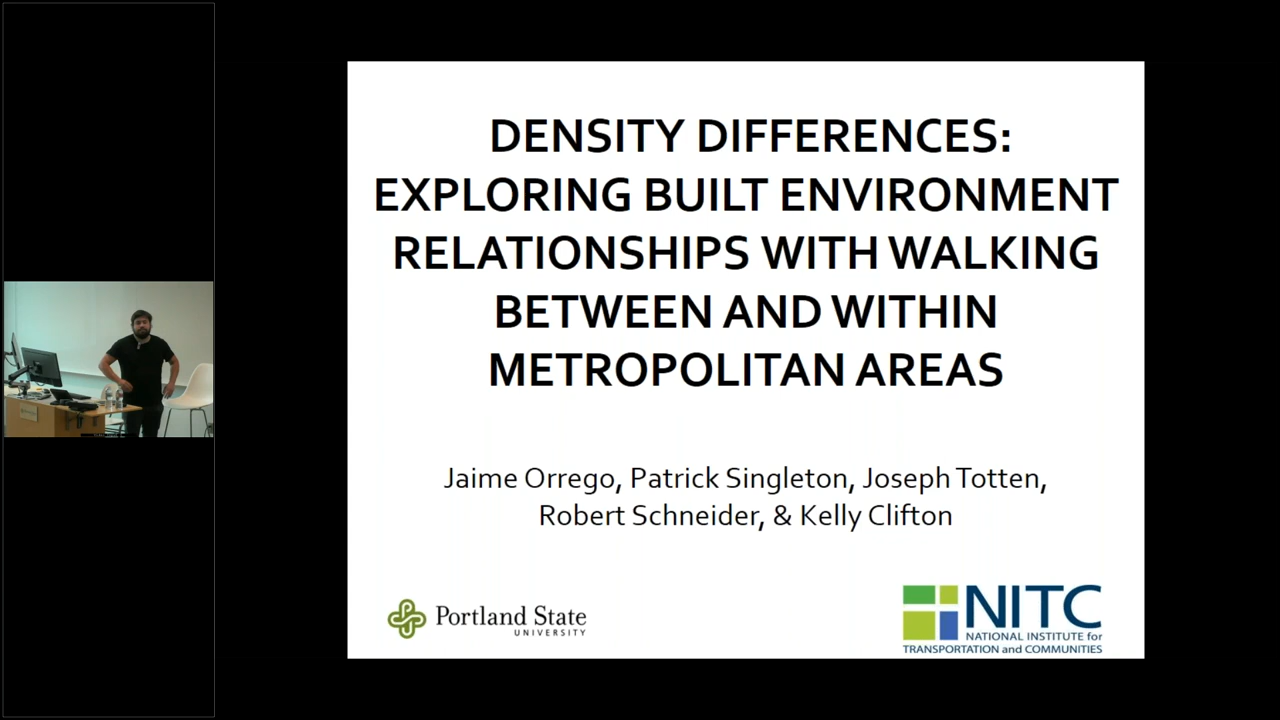 DENSITY DIFFERENCES:
EXPLORING BUILT ENVIRONMENT
RELATIONSHIPS WITH WALKING
BETWEEN AND WITHIN
METROPOLITAN AREAS
Jaime Orrego, Patrick Singleton, Joseph Totten,
Robert Schneider, & Kelly Clifton
Portland State
UNIVERSITY
NITC
NATIONAL INSTITUTE for
TRANSPORTATION and COMMUNITIES